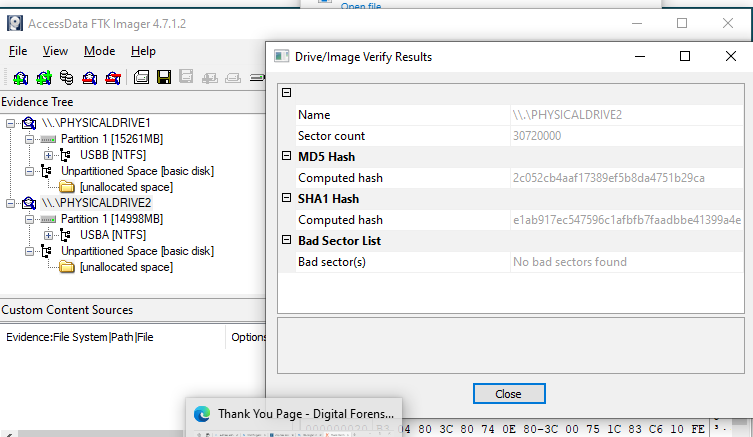 Open file
AccessData FTK Imager 4.7.1.2
File View Mode Help
Evidence Tree
\\.\PHYSICALDRIVE1
Partition 1 [15261MB]
USBB [NTFS]
Unpartitioned Space [basic disk]
[unallocated space]
\\.\PHYSICALDRIVE2
Partition 1 [14998MB]
USBA [NTFS]
Unpartitioned Space [basic disk]
[unallocated space]
Custom Content Sources
Evidence:File System|Path|File Options
Drive/Image Verify Results
Name \\.\PHYSICALDRIVE2
Sector count 30720000
MD5 Hash
Computed hash 2c052cb4aaf17389ef5b8da4751b29ca
SHA1 Hash
Computed hash e1ab917ec547596c1afbfb7faadbbe41399a4e
Bad Sector List
Bad sector(s) No bad sectors found
Close
Thank You Page - Digital Forens...
04 80 3C 80 74 0E 80-3C 00 75 1C 83 C6 10 FE